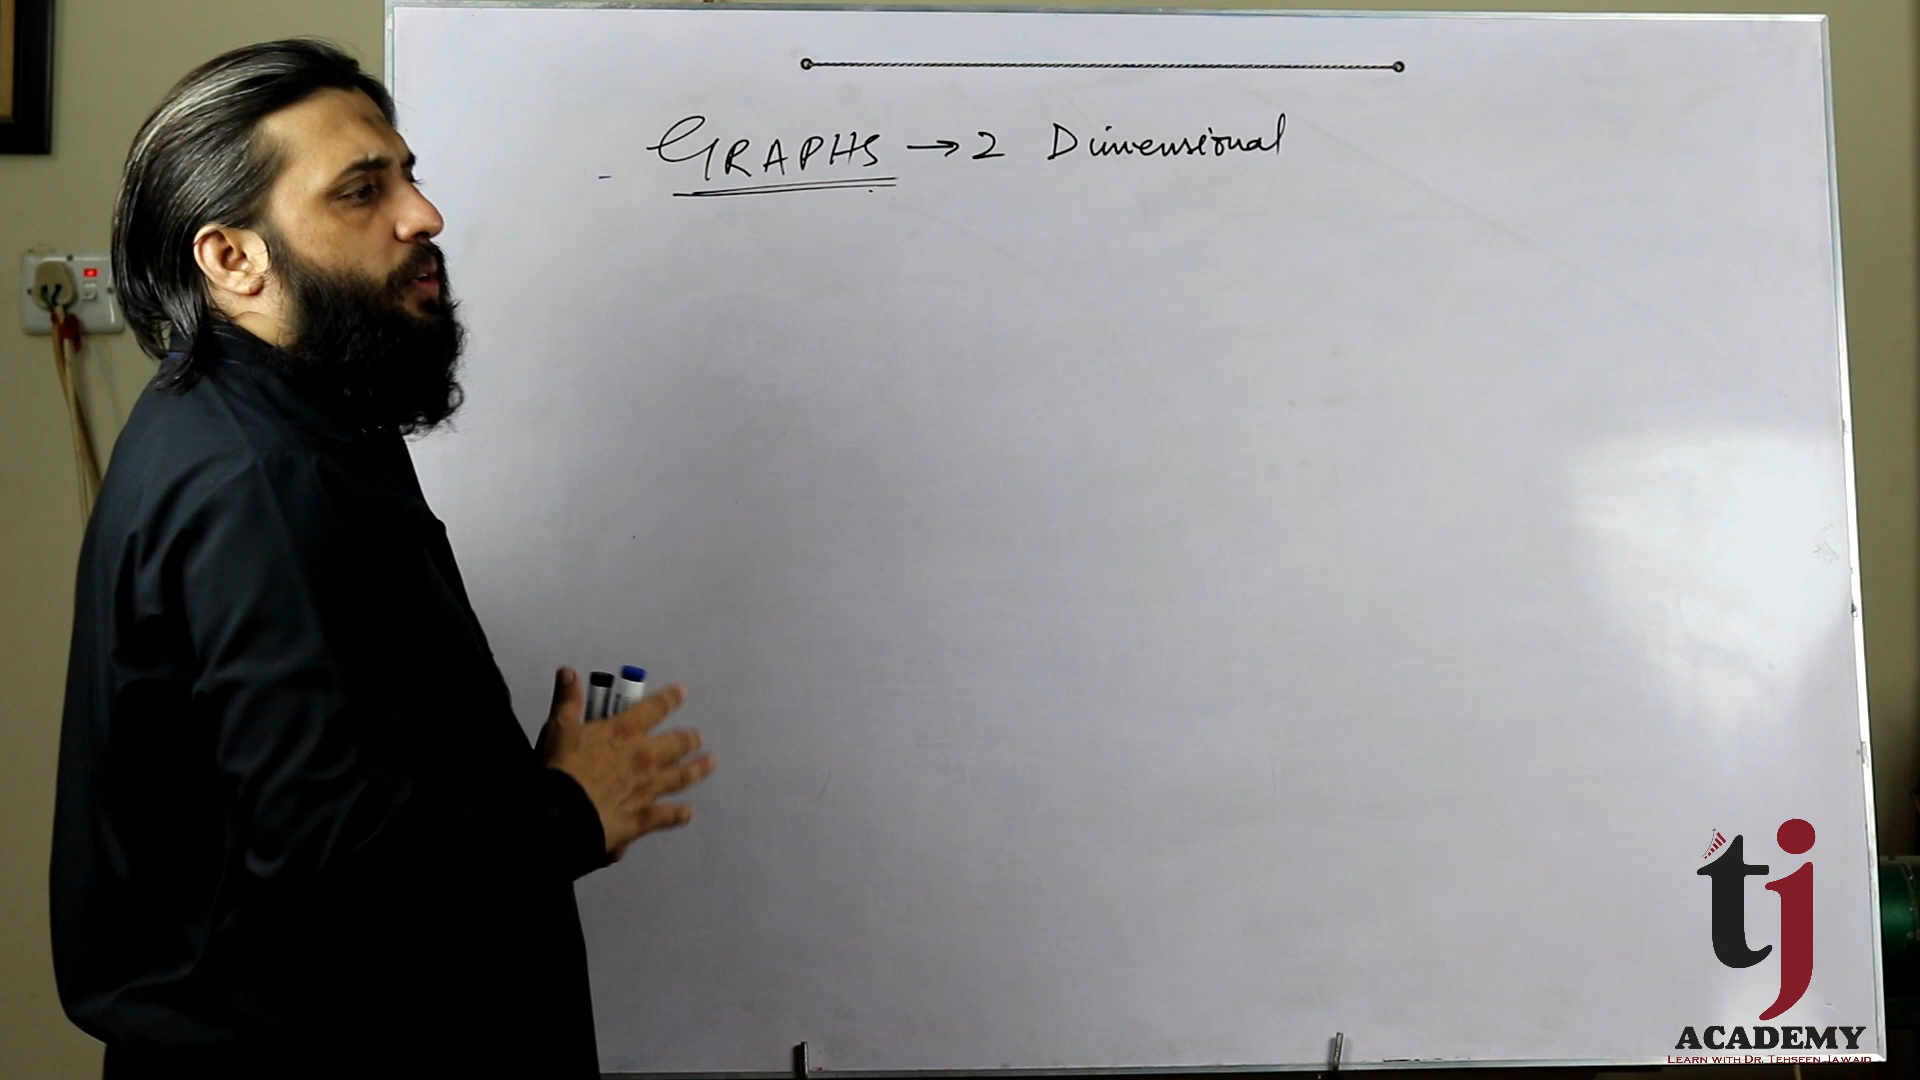 GRAPHS → 2 Dimensional
tj
ACADEMY
LEARN WITH DR. TEHSEEN JAWAID